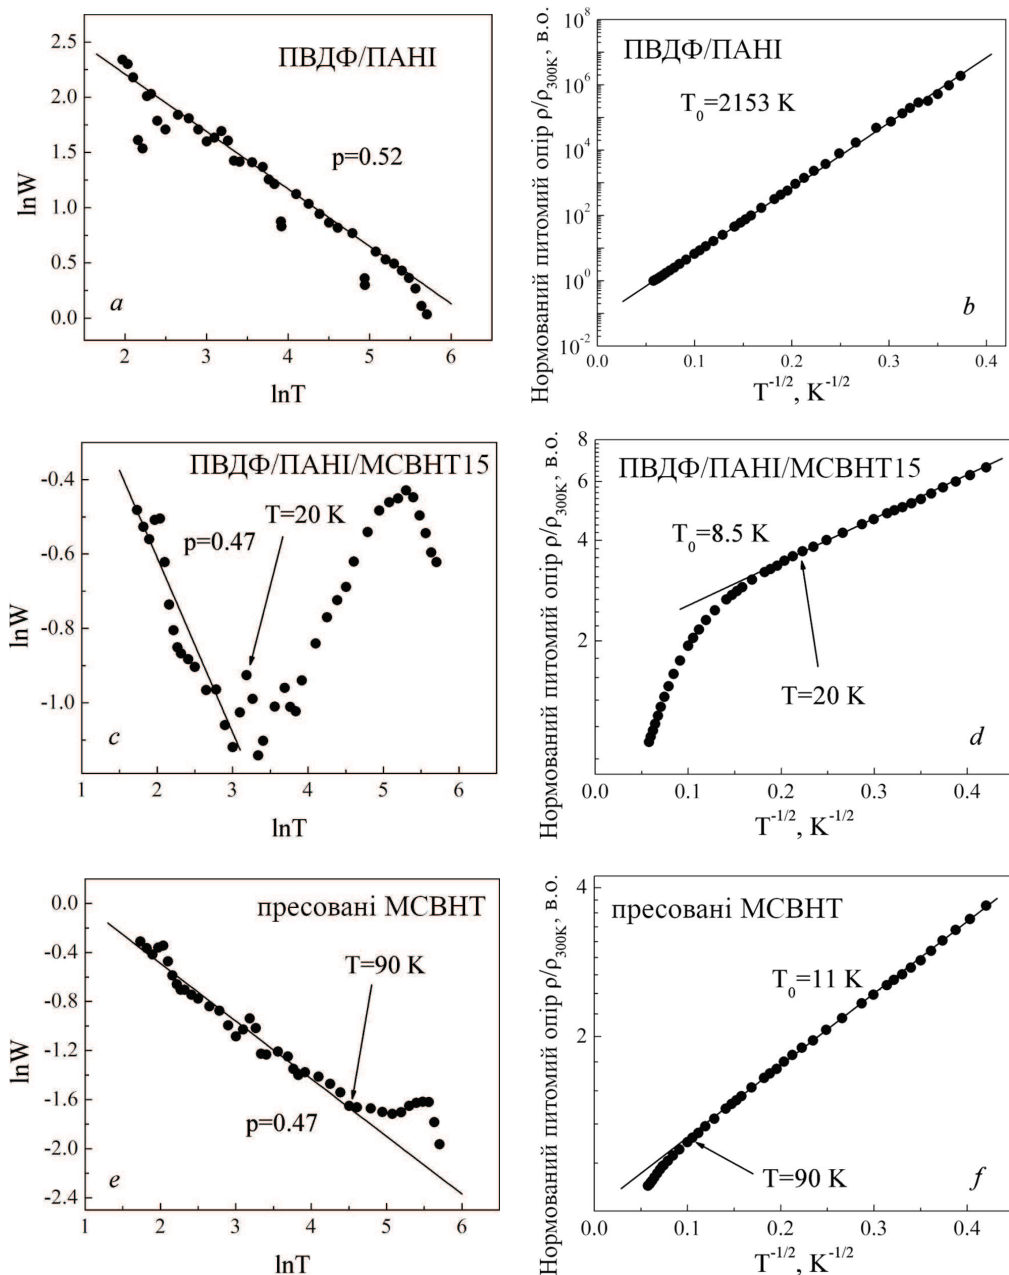 ПВДФ/ПАНІ
p=0.52
a
lnW
2.5
2.0
1.5
1.0
0.5
0.0
2
3
4
5
6
lnT
Нормований питомий опір ρ/ρ300K, в.о.
ПВДФ/ПАНІ
T0=2153 K
b
10^8
10^6
10^4
10^2
10^0
10^-2
0.0
0.1
0.2
0.3
0.4
T^-1/2, K^-1/2
ПВДФ/ПАНІ/МСВНТ15
T=20 K
p=0.47
c
lnW
-0.4
-0.6
-0.8
-1.0
1
2
3
4
5
6
lnT
Нормований питомий опір ρ/ρ300K, в.о.
ПВДФ/ПАНІ/МСВНТ15
T0=8.5 K
T=20 K
d
8
4
2
0.0
0.1
0.2
0.3
0.4
T^-1/2, K^-1/2
пресовані МСВНТ
T=90 K
p=0.47
e
lnW
0.0
-0.4
-0.8
-1.2
-1.6
-2.0
-2.4
1
2
3
4
5
6
lnT
Нормований питомий опір ρ/ρ300K, в.о.
пресовані МСВНТ
T0=11 K
T=90 K
f
4
2
0.0
0.1
0.2
0.3
0.4
T^-1/2, K^-1/2